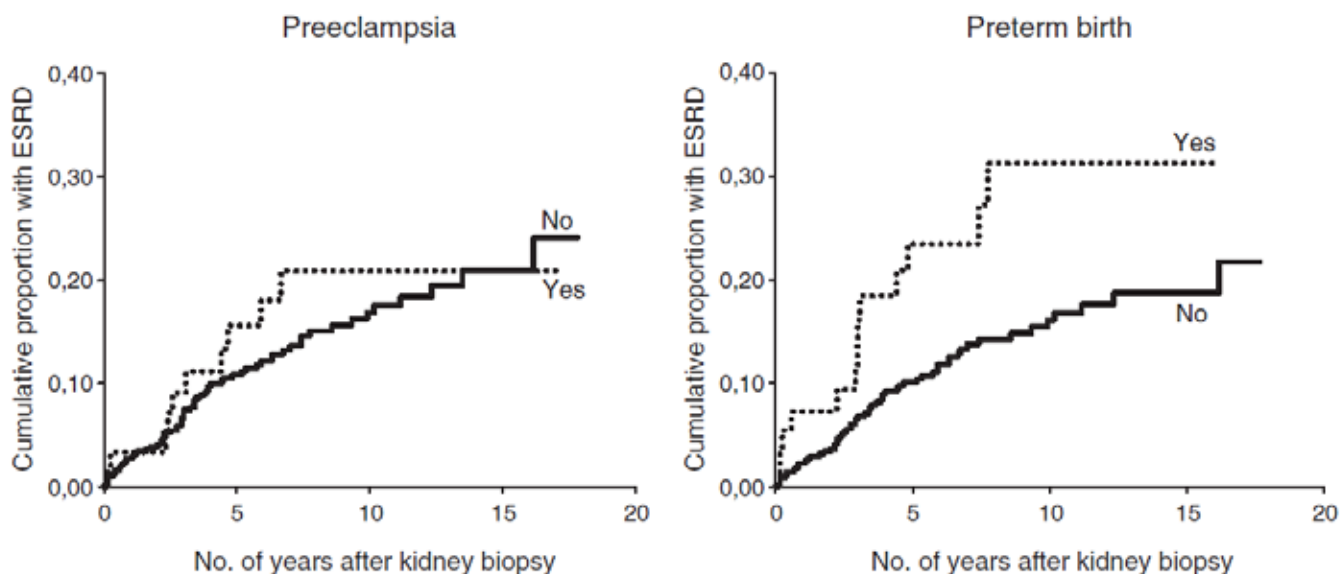 Preeclampsia
Cumulative proportion with ESRD
0,40
0,30
0,20
0,10
0,00
No
Yes
0 5 10 15 20
No. of years after kidney biopsy
Preterm birth
Cumulative proportion with ESRD
0,40
0,30
0,20
0,10
0,00
Yes
No
0 5 10 15 20
No. of years after kidney biopsy